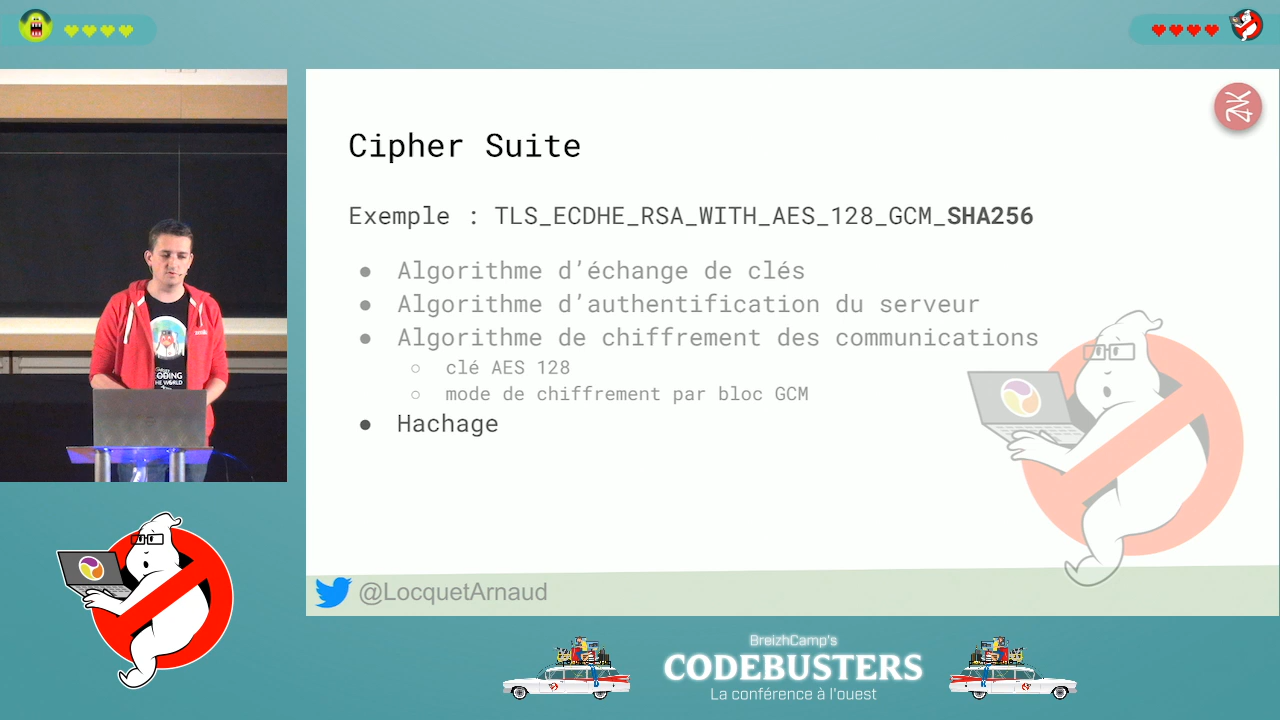 Cipher Suite
Exemple : TLS_ECDHE_RSA_WITH_AES_128_GCM_SHA256
● Algorithme d’échange de clés
● Algorithme d’authentification du serveur
● Algorithme de chiffrement des communications
○ clé AES 128
○ mode de chiffrement par bloc GCM
● Hachage
@LocquetArnaud
BreizhCamp's
CODEBUSTERS
La conférence à l'ouest